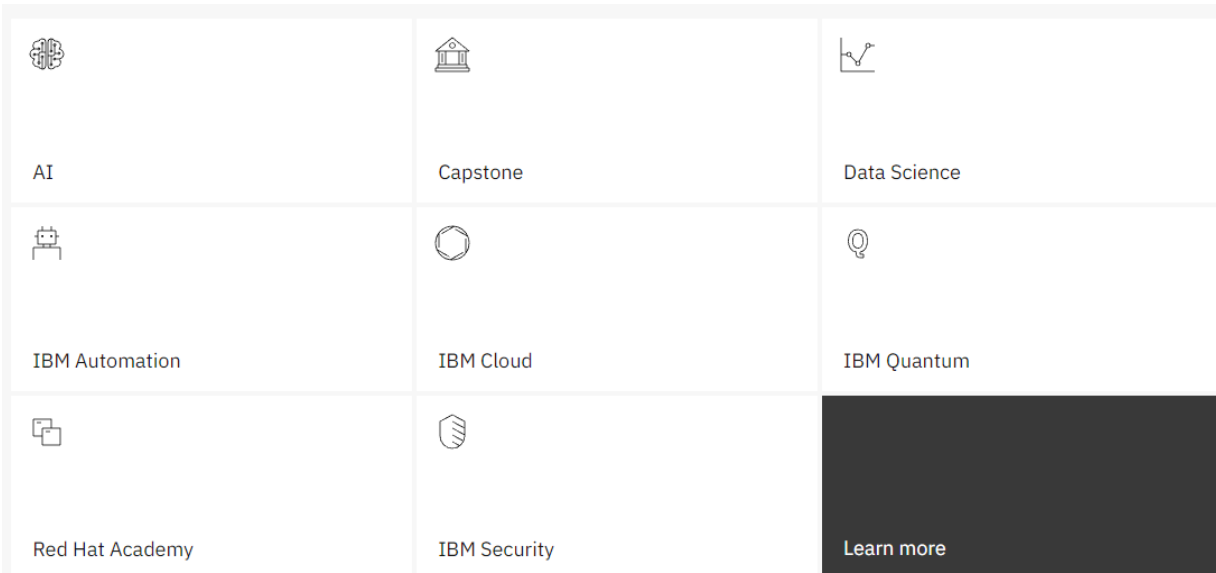 AI
Capstone
Data Science
IBM Automation
IBM Cloud
Q
IBM Quantum
Red Hat Academy
IBM Security
Learn more